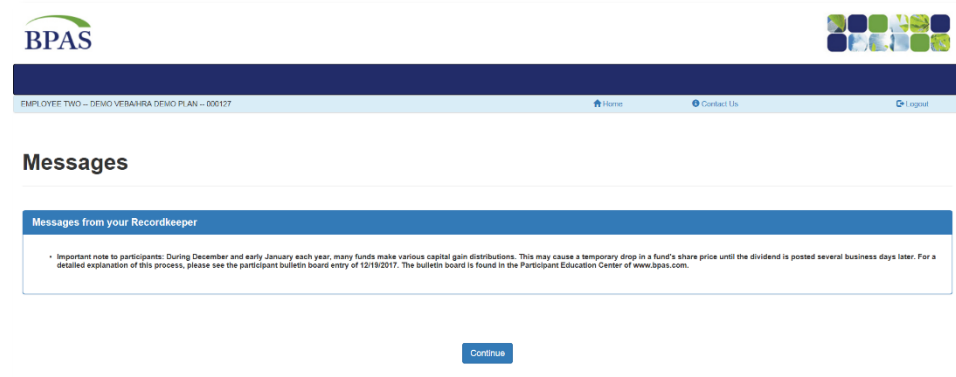 BPAS
EMPLOYEE TWO -- DEMO VEBA/HRA DEMO PLAN -- 000127 Home Contact Us Logout
Messages
Messages from your Recordkeeper
• Important note to participants: During December and early January each year, many funds make various capital gain distributions. This may cause a temporary drop in a fund's share price until the dividend is posted several business days later. For a
detailed explanation of this process, please see the participant bulletin board entry of 12/19/2017. The bulletin board is found in the Participant Education Center of www.bpas.com.
Continue